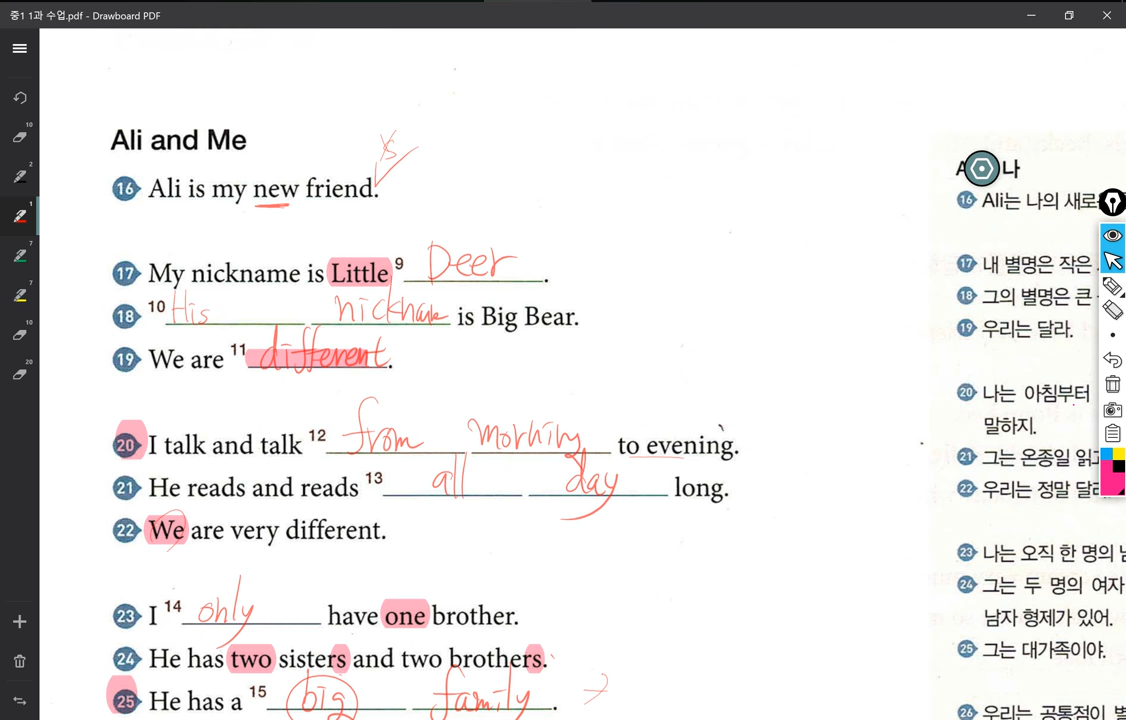 중1 1과 수업.pdf - Drawboard PDF
10
2
1
7
7
10
20
Ali and Me
16 Ali is my new friend.
17 My nickname is Little 9 Deer.
18 10 His nickname is Big Bear.
19 We are 11 different.
20 I talk and talk 12 from morning to evening.
21 He reads and reads 13 all day long.
22 We are very different.
23 I 14 only have one brother.
24 He has two sisters and two brothers.
25 He has a 15 big family.
나
16 Ali는 나의
17 내 별명은 작은
18 그의 별명은 큰
19 우리는 달라.
20 나는 아침부터
말하지.
21 그는 온종일 읽고
22 우리는 정말
23 나는 오직 한 명의
24 그는 두 명의 여자
남자 형제가 있어.
25 그는 대가족이야.
26 우리는 공통점이